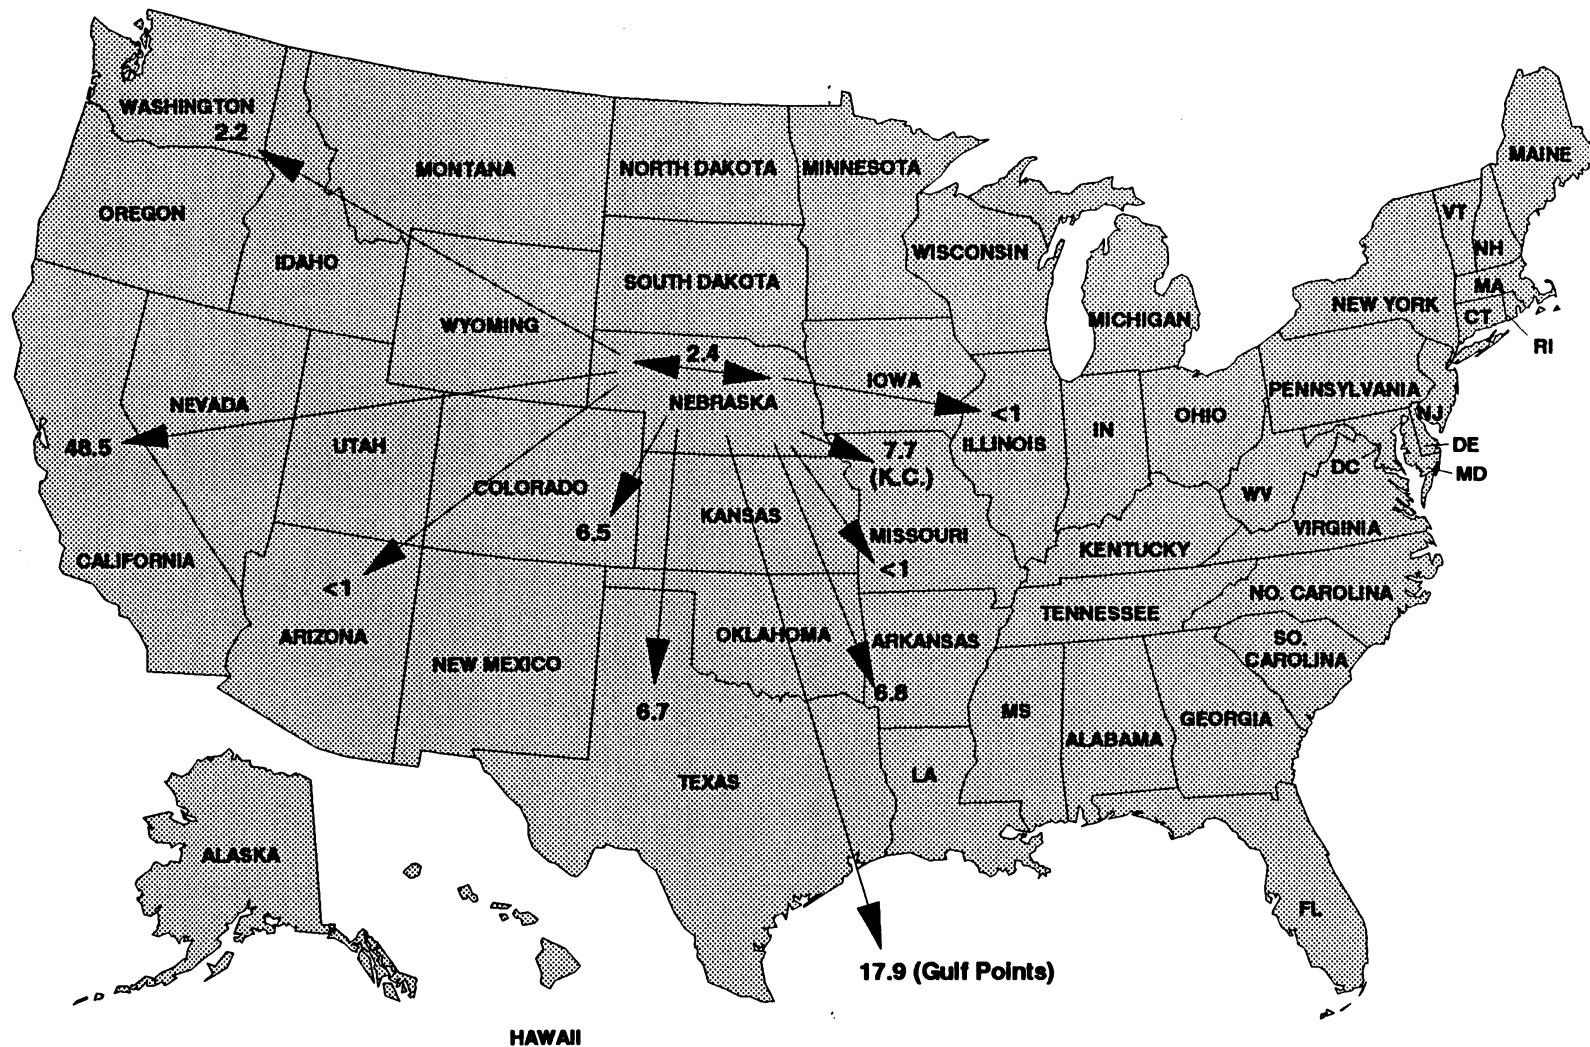 WASHINGTON
2.2
MONTANA
NORTH DAKOTA
MINNESOTA
MAINE
OREGON
VT
NH
IDAHO
WISCONSIN
SOUTH DAKOTA
MA
NEW YORK
CT
WYOMING
MICHIGAN
RI
2.4
IOWA
PENNSYLVANIA
NEVADA
NEBRASKA
<1
OHIO
NJ
48.5
UTAH
7.7
(K.C.)
ILLINOIS
IN
DE
DC
MD
COLORADO
WV
KANSAS
6.5
MISSOURI
VIRGINIA
CALIFORNIA
KENTUCKY
<1
<1
NO. CAROLINA
TENNESSEE
ARIZONA
OKLAHOMA
ARKANSAS
SO.
CAROLINA
NEW MEXICO
6.8
6.7
MS
GEORGIA
ALABAMA
TEXAS
LA
ALASKA
FL
17.9 (Gulf Points)
HAWAII